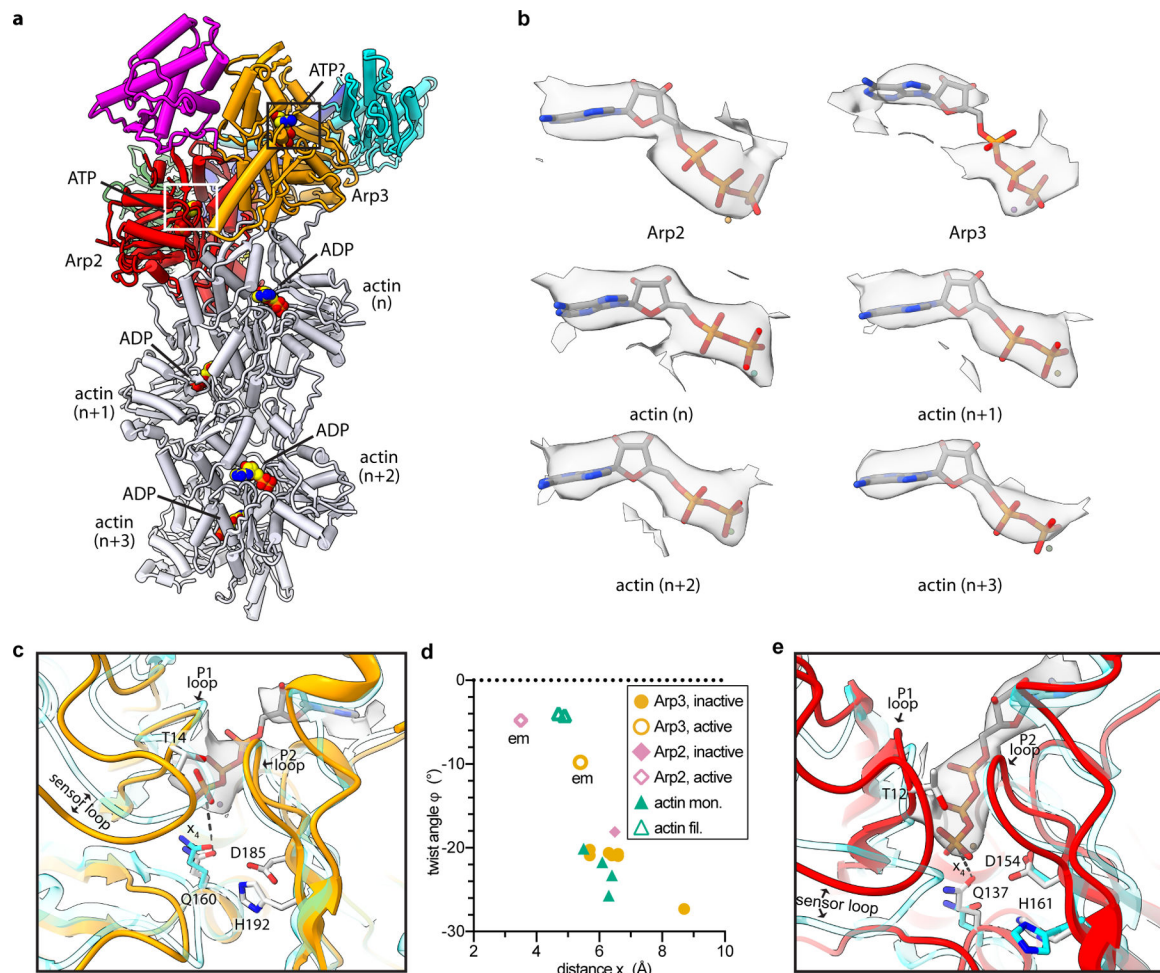 a
ATP?
ATP
Arp3
Arp2
ADP
actin
(n)
ADP
actin
(n+1)
ADP
actin
(n+2)
ADP
actin
(n+3)
b
Arp2
Arp3
actin (n)
actin (n+1)
actin (n+2)
actin (n+3)
c
P1
loop
T14
P2
loop
sensor loop
x4
D185
Q160
H192
d
0
-10
-20
-30
twist angle φ (°)
em
em
Arp3, inactive
Arp3, active
Arp2, inactive
Arp2, active
actin mon.
actin fil.
2 4 6 8 10
distance x (Å)
e
P1
loop
P2
loop
T12
x4
D154
Q137
H161
sensor loop